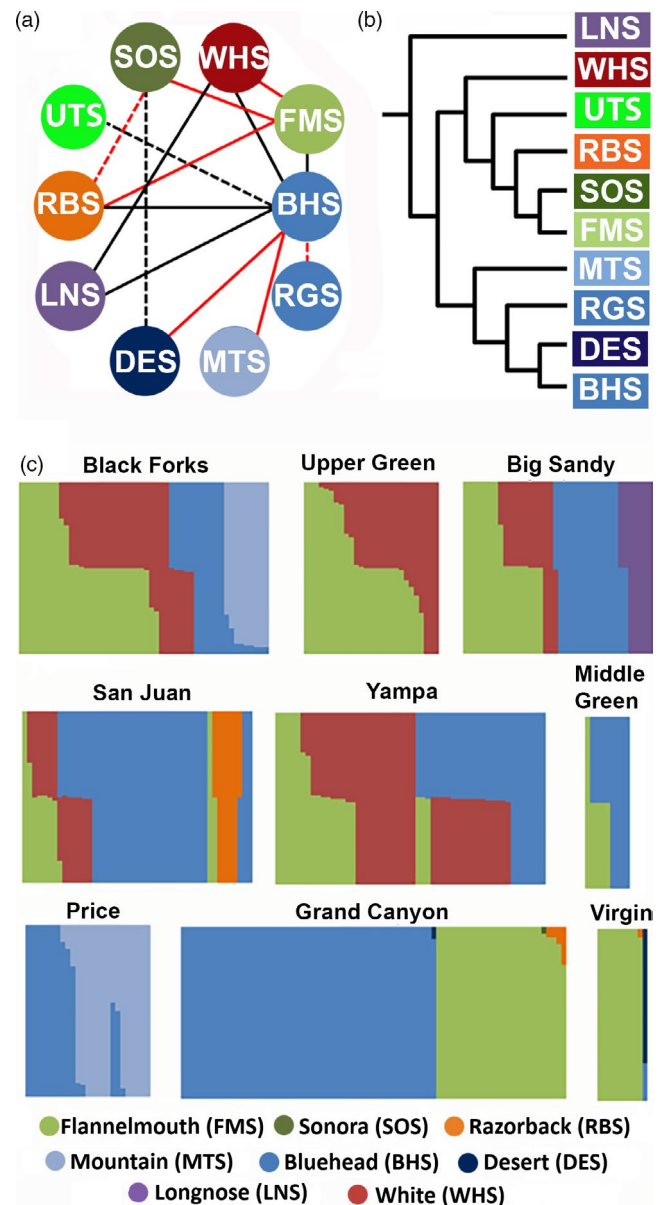 (a)
SOS
WHS
UTS
FMS
RBS
BHS
LNS
RGS
DES
MTS
(b)
LNS
WHS
UTS
RBS
SOS
FMS
MTS
RGS
DES
BHS
(c)
Black Forks
Upper Green
Big Sandy
San Juan
Yampa
Middle
Green
Price
Grand Canyon
Virgin
Flannelmouth (FMS) Sonora (SOS) Razorback (RBS)
Mountain (MTS) Bluehead (BHS) Desert (DES)
Longnose (LNS) White (WHS)